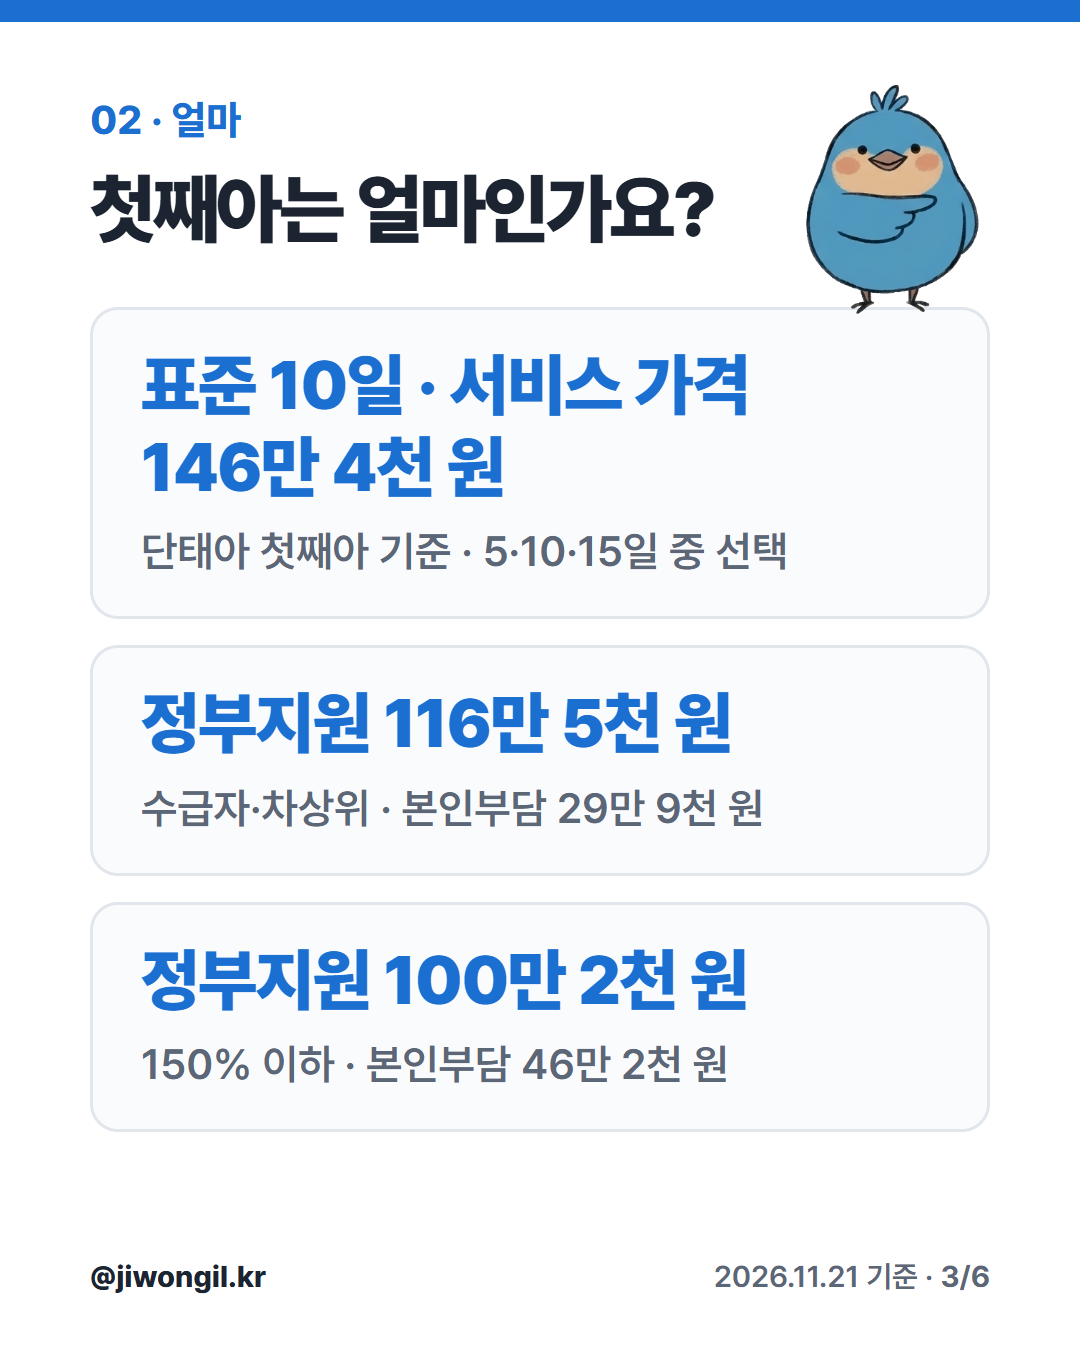 02 · 얼마
첫째아는 얼마인가요?
표준 10일 · 서비스 가격
146만 4천 원
단태아 첫째아 기준 · 5·10·15일 중 선택
정부지원 116만 5천 원
수급자·차상위 · 본인부담 29만 9천 원
정부지원 100만 2천 원
150% 이하 · 본인부담 46만 2천 원
@jiwongil.kr
2026.11.21 기준 · 3/6